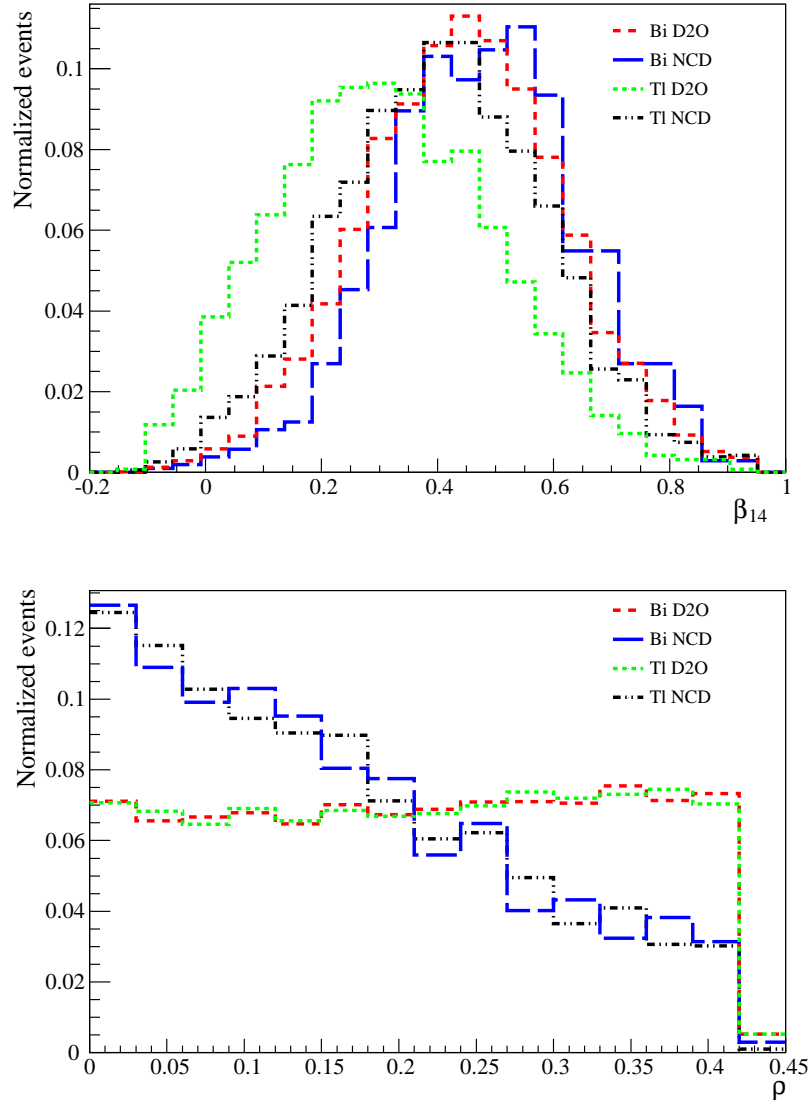 Normalized events
0.1
0.08
0.06
0.04
0.02
0
-0.2 0 0.2 0.4 0.6 0.8 1
β14
Bi D2O
Bi NCD
Tl D2O
Tl NCD
Normalized events
0.12
0.1
0.08
0.06
0.04
0.02
0
0 0.05 0.1 0.15 0.2 0.25 0.3 0.35 0.4 0.45
ρ
Bi D2O
Bi NCD
Tl D2O
Tl NCD